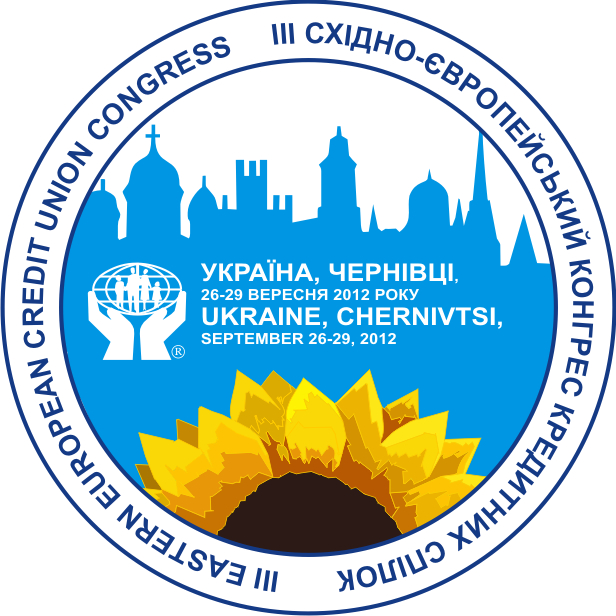 III EASTERN EUROPEAN CREDIT UNION CONGRESS
III СХІДНО-ЄВРОПЕЙСЬКИЙ КОНГРЕС КРЕДИТНИХ СПІЛОК
УКРАЇНА, ЧЕРНІВЦІ,
26-29 ВЕРЕСНЯ 2012 РОКУ
UKRAINE, CHERNIVTSI,
SEPTEMBER 26-29, 2012
®